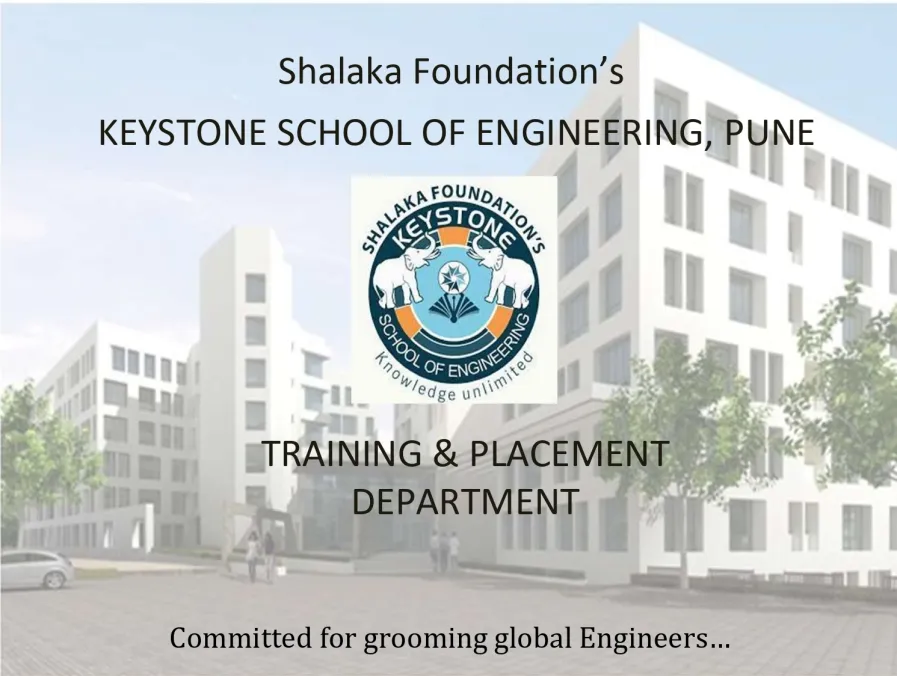 Shalaka Foundation’s
KEYSTONE SCHOOL OF ENGINEERING, PUNE
SHALAKA FOUNDATION'S
KEYSTONE
SCHOOL OF ENGINEERING
Knowledge unlimited
TRAINING & PLACEMENT
DEPARTMENT
Committed for grooming global Engineers...